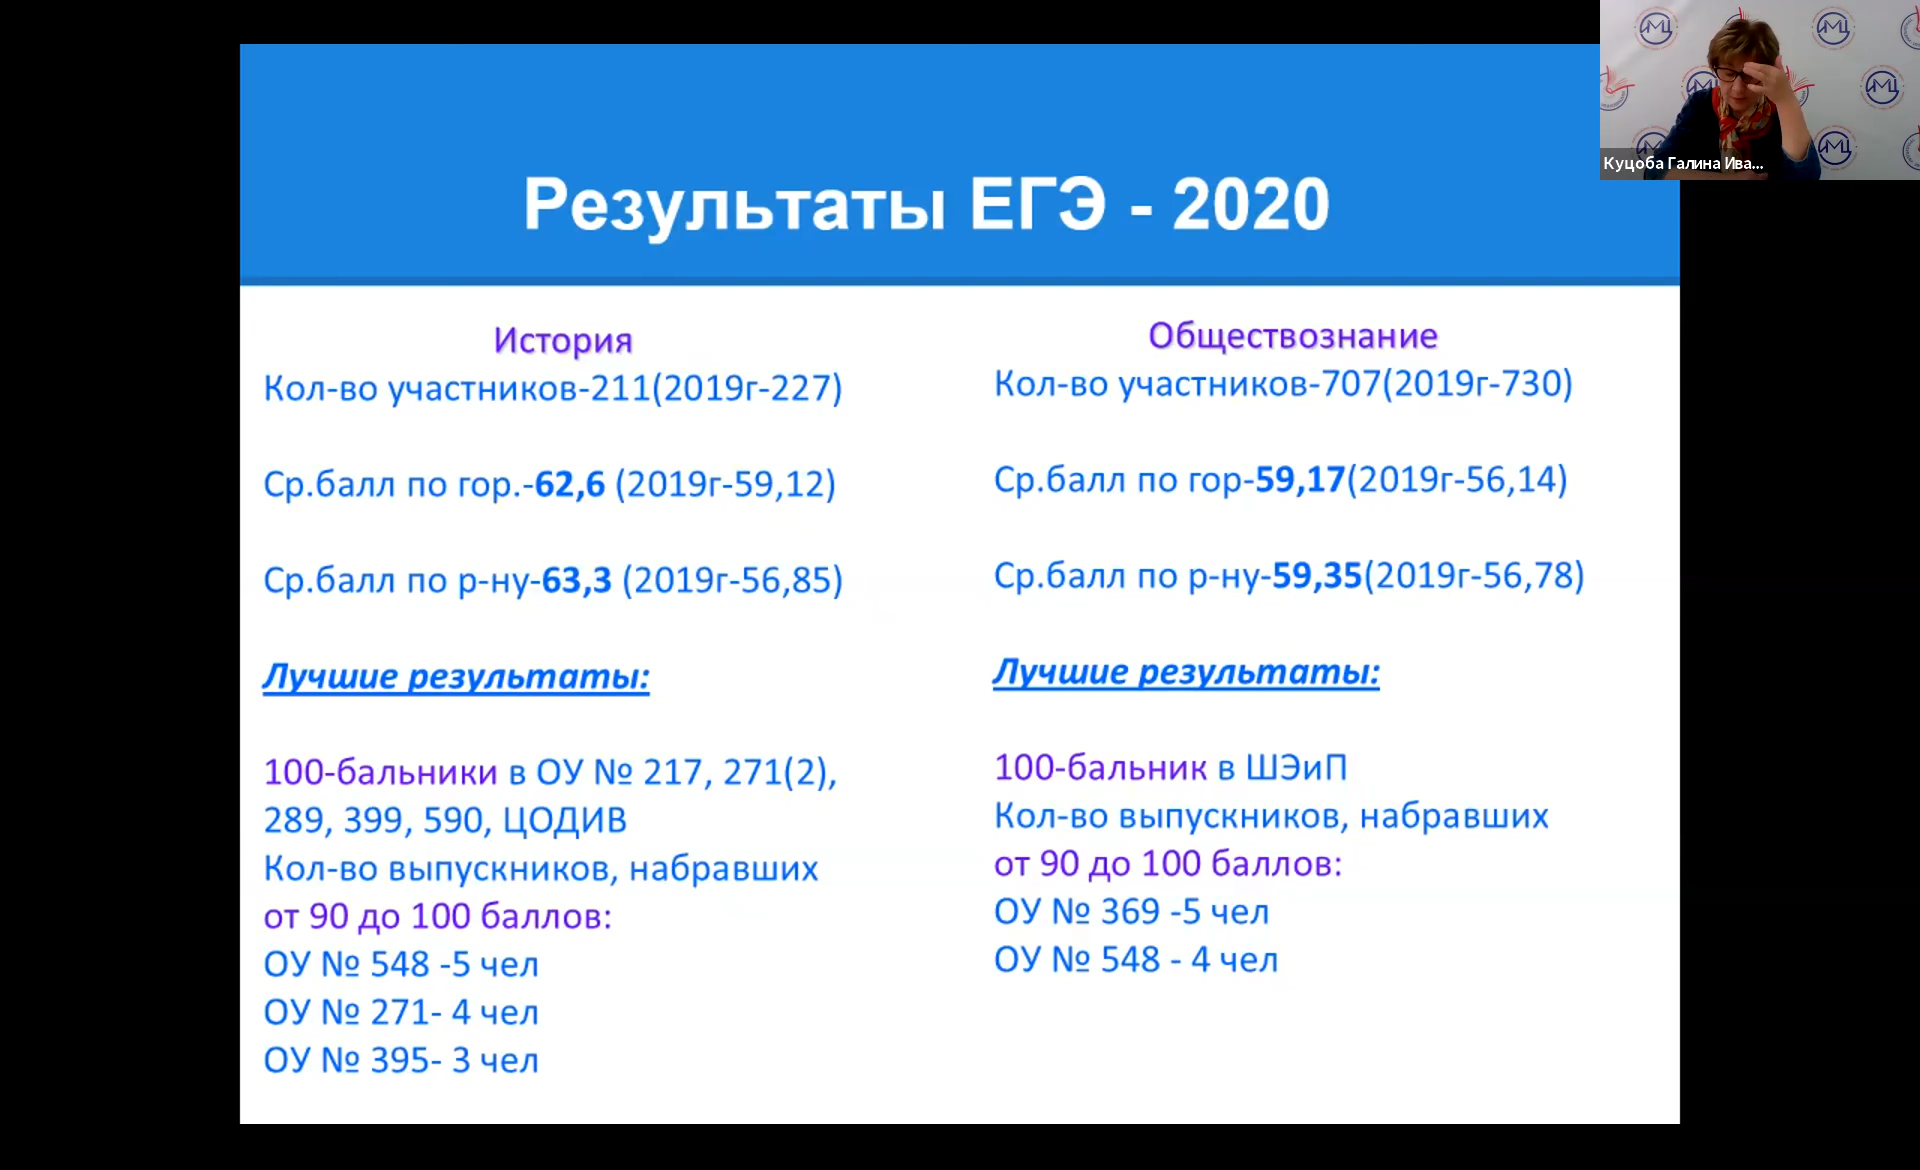 Результаты ЕГЭ - 2020
История
Кол-во участников-211(2019г-227)
Ср.балл по гор.-62,6 (2019г-59,12)
Ср.балл по р-ну-63,3 (2019г-56,85)
Лучшие результаты:
100-бальники в ОУ № 217, 271(2),
289, 399, 590, ЦОДИВ
Кол-во выпускников, набравших
от 90 до 100 баллов:
ОУ № 548 -5 чел
ОУ № 271- 4 чел
ОУ № 395- 3 чел
Обществознание
Кол-во участников-707(2019г-730)
Ср.балл по гор-59,17(2019г-56,14)
Ср.балл по р-ну-59,35(2019г-56,78)
Лучшие результаты:
100-бальник в ШЭиП
Кол-во выпускников, набравших
от 90 до 100 баллов:
ОУ № 369 -5 чел
ОУ № 548 - 4 чел
Куцоба Галина Ива...